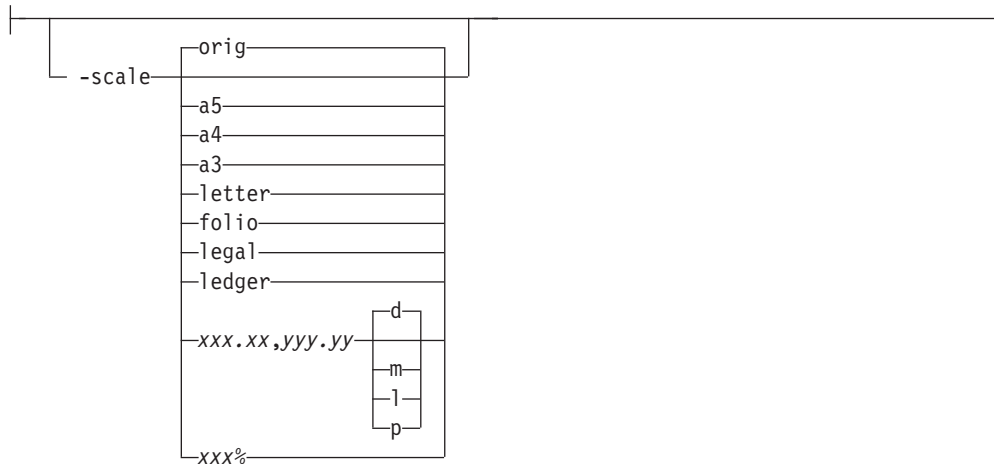 orig
-scale
a5
a4
a3
letter
folio
legal
ledger
d
xxx.xx,yyy.yy
m
l
p
xxx%